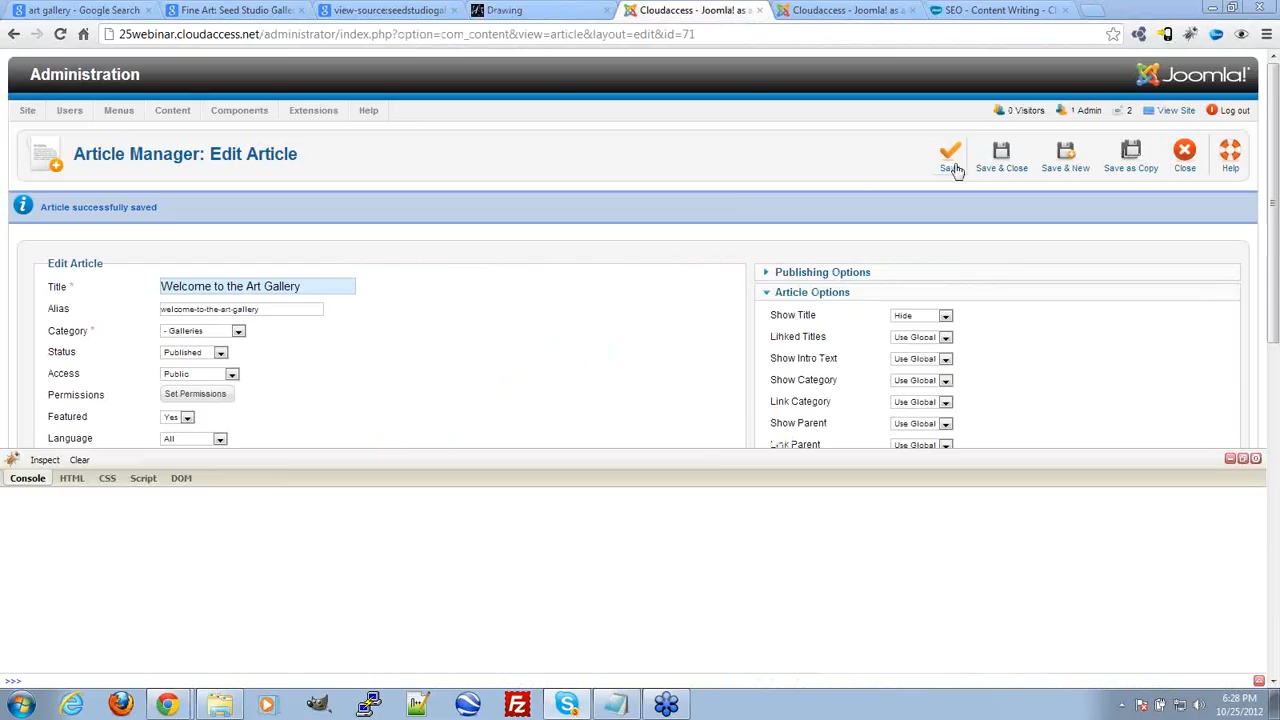 art gallery - Google Search
Fine Art: Seed Studio Galle
view-source:seedstudiogal
Drawing
Cloudaccess - Joomla! as a
Cloudaccess - Joomla! as a
SEO - Content Writing - Cl
25webinar.cloudaccess.net/administrator/index.php?option=com_content&view=article&layout=edit&id=71
Administration
Joomla!
Site
Users
Menus
Content
Components
Extensions
Help
0 Visitors
1 Admin
2
View Site
Log out
Article Manager: Edit Article
Save & Close
Save & New
Save as Copy
Close
Help
Article successfully saved
Edit Article
Title *
Welcome to the Art Gallery
Alias
welcome-to-the-art-gallery
Category *
- Galleries
Status
Published
Access
Public
Permissions
Set Permissions
Featured
Yes
Language
All
Publishing Options
Article Options
Show Title
Hide
Linked Titles
Use Global
Show Intro Text
Use Global
Show Category
Use Global
Link Category
Use Global
Show Parent
Use Global
Link Parent
Use Global
Inspect
Clear
Console
HTML
CSS
Script
DOM
>>>
6:28 PM
10/25/2012